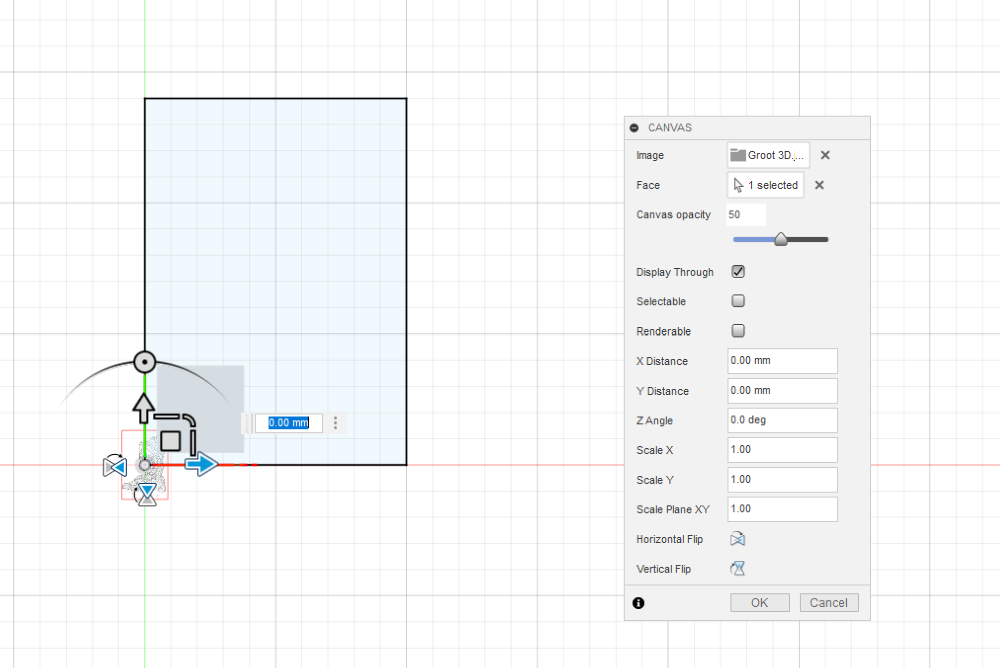 CANVAS
Image Groot 3D.j...
Face 1 selected
Canvas opacity 50
Display Through
Selectable
Renderable
X Distance 0.00 mm
Y Distance 0.00 mm
0.00 mm
Z Angle 0.0 deg
Scale X 1.00
Scale Y 1.00
Scale Plane XY 1.00
Horizontal Flip
Vertical Flip
OK Cancel